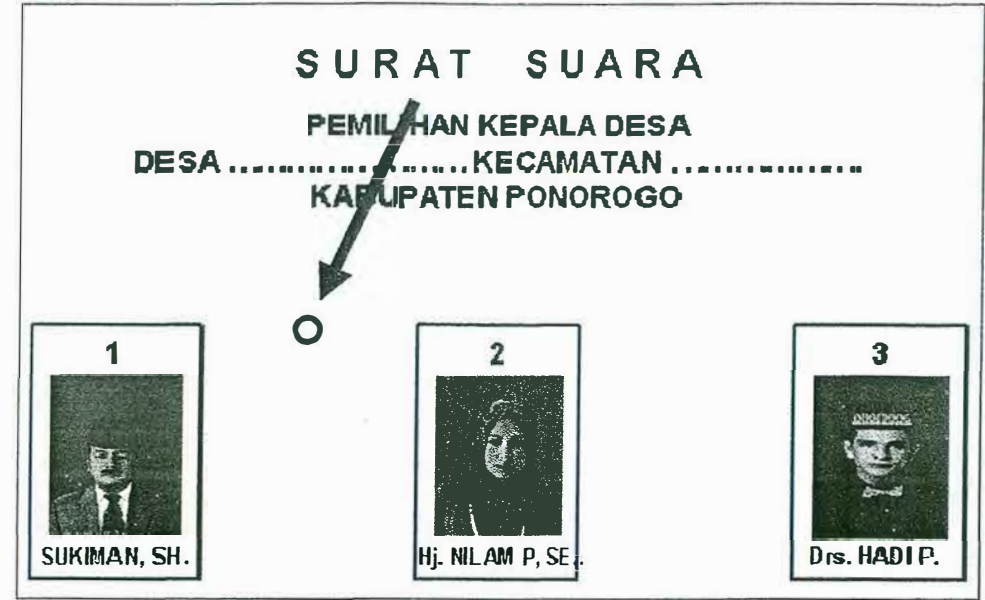 SURAT SUARA
PEMILIHAN KEPALA DESA
DESA ........................ KECAMATAN ...................
KABUPATEN PONOROGO
1
2
3
SUKIMAN, SH.
Hj. NILAM P, SE.
Drs. HADI P.